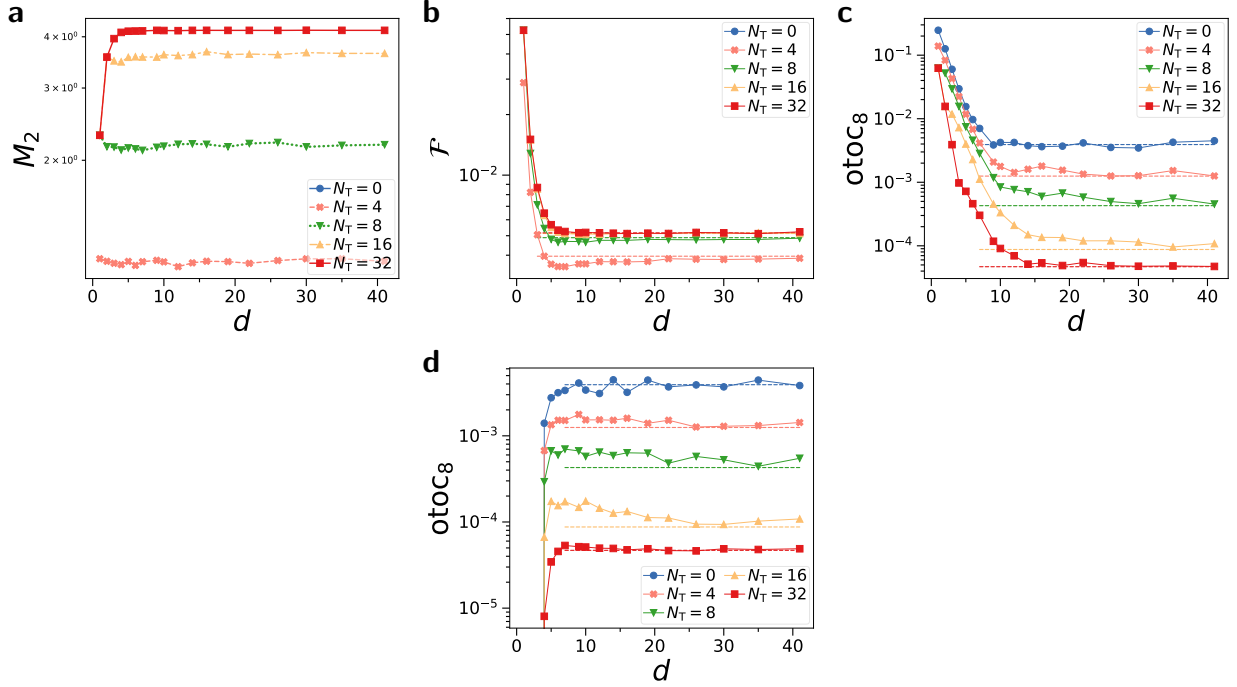 a
M₂
4 × 10⁰
3 × 10⁰
2 × 10⁰
N_T = 0
N_T = 4
N_T = 8
N_T = 16
N_T = 32
0 10 20 30 40
d
b
𝓕
10⁻²
N_T = 0
N_T = 4
N_T = 8
N_T = 16
N_T = 32
0 10 20 30 40
d
c
otoc₈
10⁻¹
10⁻²
10⁻³
10⁻⁴
N_T = 0
N_T = 4
N_T = 8
N_T = 16
N_T = 32
0 10 20 30 40
d
d
otoc₈
10⁻³
10⁻⁴
10⁻⁵
N_T = 0 N_T = 16
N_T = 4 N_T = 32
N_T = 8
0 10 20 30 40
d